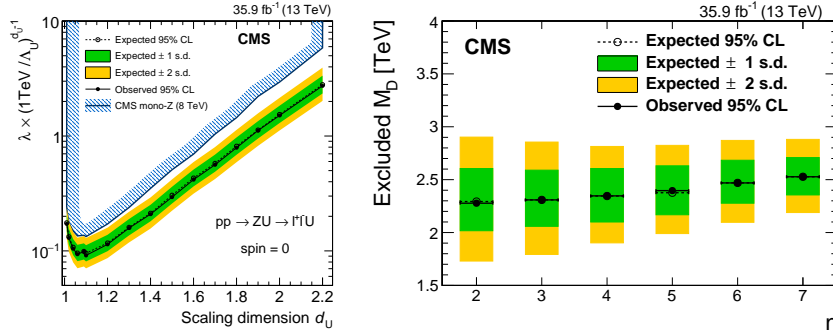 35.9 fb⁻¹ (13 TeV)
CMS
Expected 95% CL
Expected ± 1 s.d.
Expected ± 2 s.d.
Observed 95% CL
CMS mono-Z (8 TeV)
λ × (1TeV /Λ_U)^{d_U-1}
10
1
10⁻¹
pp → ZU → l⁺l⁻U
spin = 0
1 1.2 1.4 1.6 1.8 2 2.2
Scaling dimension d_U
35.9 fb⁻¹ (13 TeV)
CMS
Expected 95% CL
Expected ± 1 s.d.
Expected ± 2 s.d.
Observed 95% CL
Excluded M_D [TeV]
4
3.5
3
2.5
2
1.5
2 3 4 5 6 7